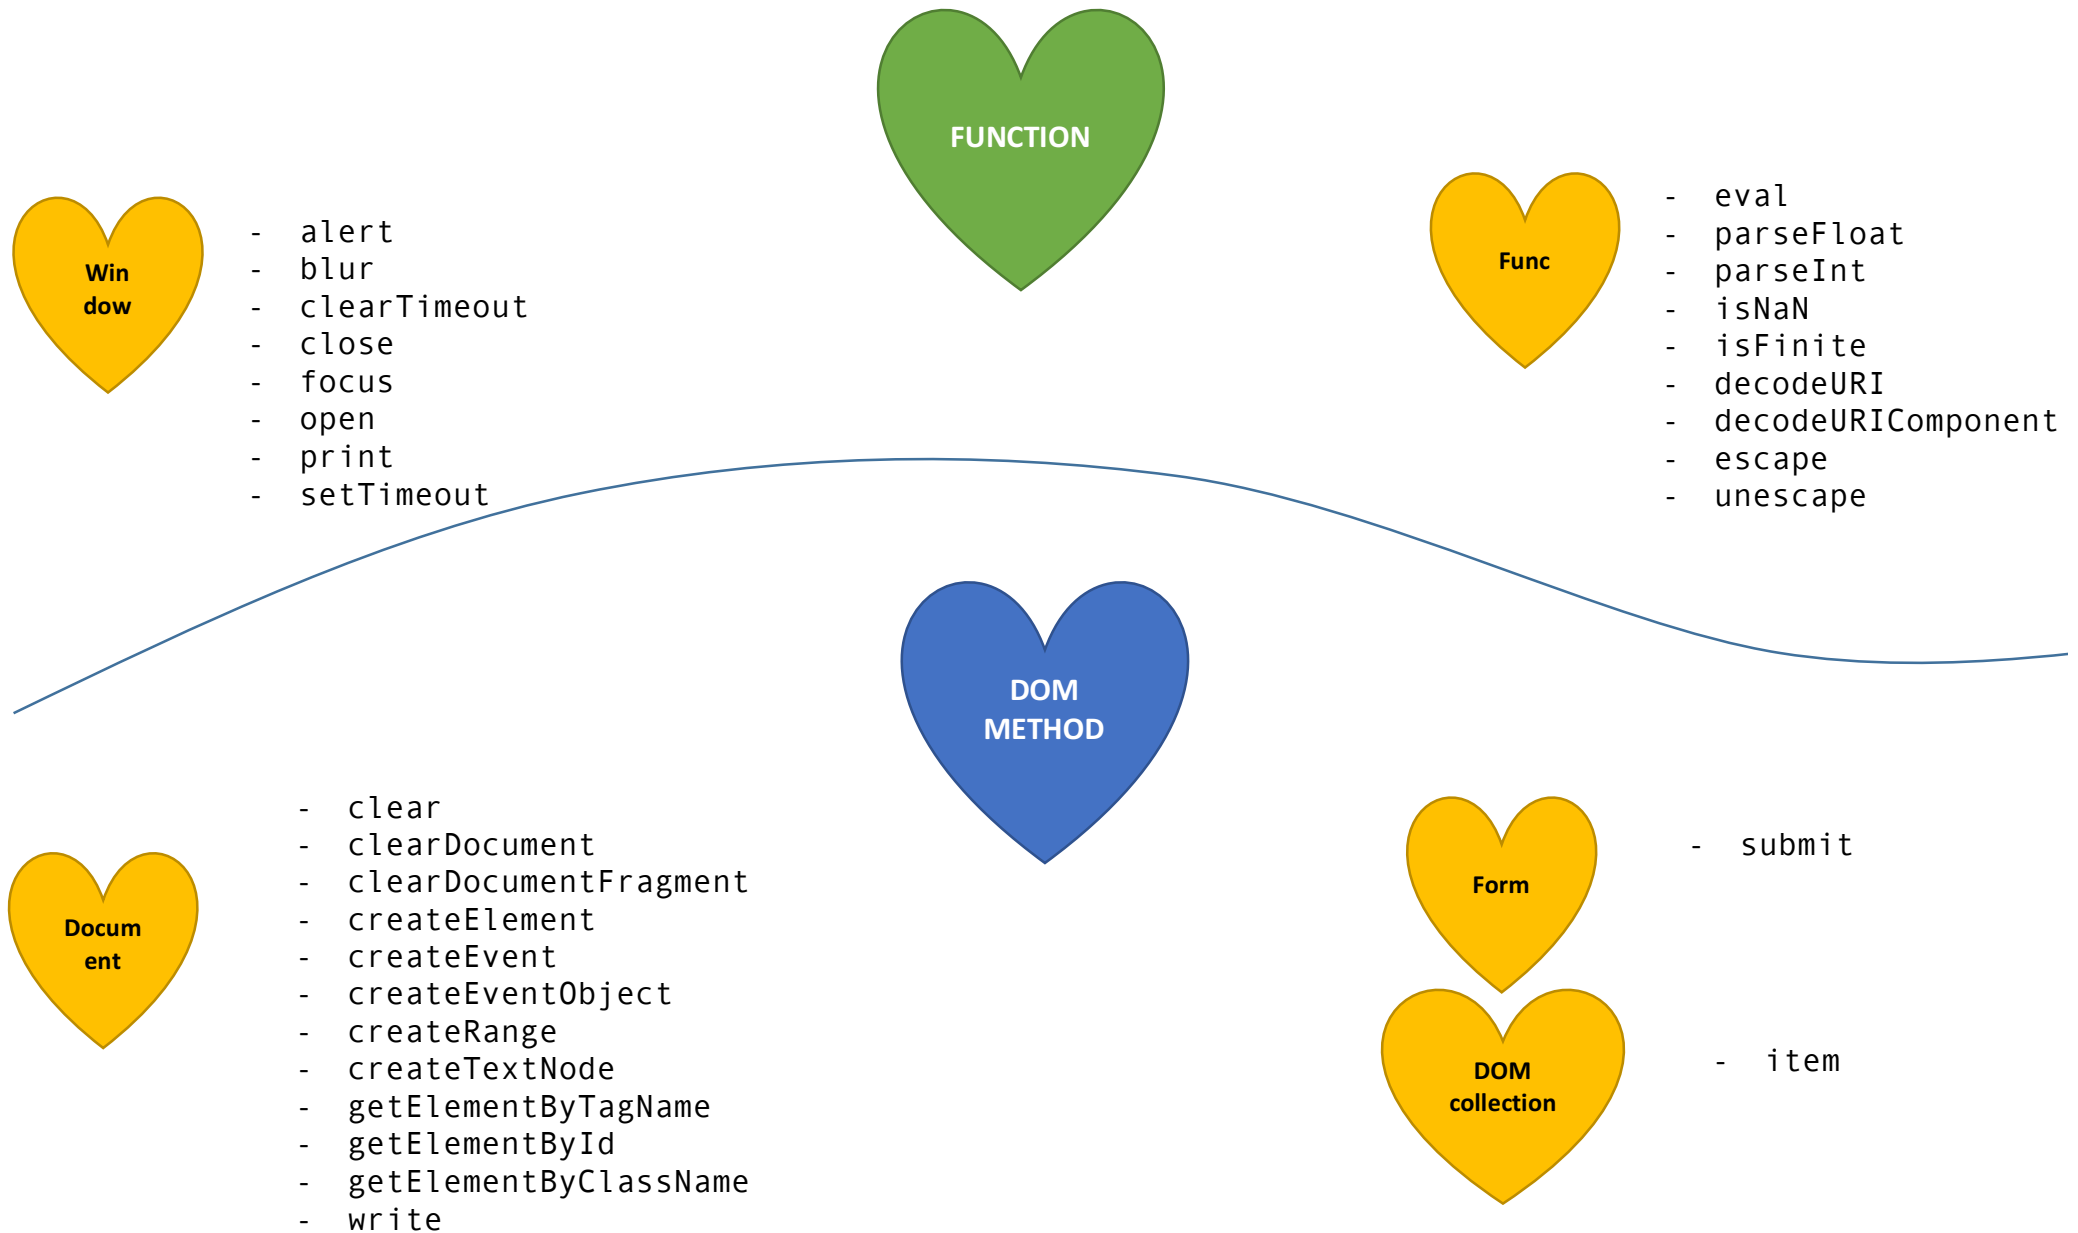 FUNCTION
Win
dow
- alert
- blur
- clearTimeout
- close
- focus
- open
- print
- setTimeout
Func
- eval
- parseFloat
- parseInt
- isNaN
- isFinite
- decodeURI
- decodeURIComponent
- escape
- unescape
DOM
METHOD
Docum
ent
- clear
- clearDocument
- clearDocumentFragment
- createElement
- createEvent
- createEventObject
- createRange
- createTextNode
- getElementByTagName
- getElementById
- getElementByClassName
- write
Form
- submit
DOM
collection
- item